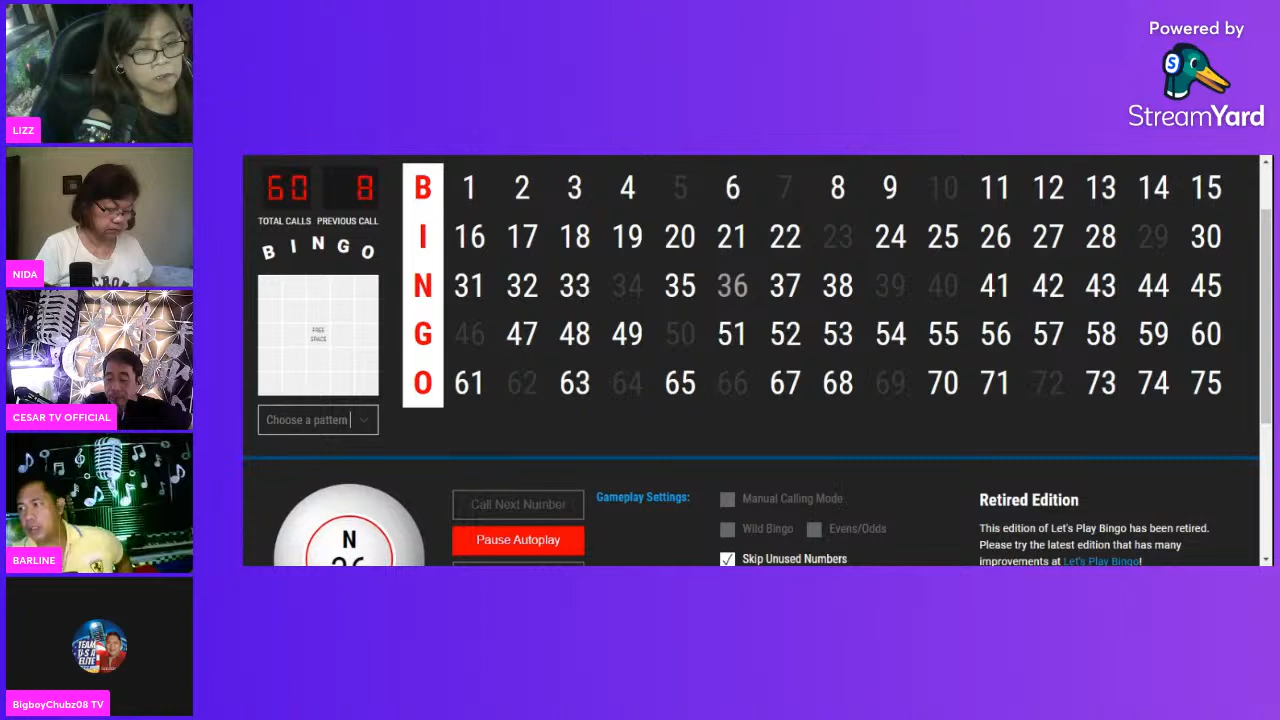 Powered by
StreamYard
LIZZ
NIDA
CESAR TV OFFICIAL
BARLINE
TEAM
U-S A
ELITE
BigboyChubz08 TV
60 8
TOTAL CALLS PREVIOUS CALL
B I N G O
FREE
SPACE
Choose a pattern
B 1 2 3 4 5 6 7 8 9 10 11 12 13 14 15
I 16 17 18 19 20 21 22 23 24 25 26 27 28 29 30
N 31 32 33 34 35 36 37 38 39 40 41 42 43 44 45
G 46 47 48 49 50 51 52 53 54 55 56 57 58 59 60
O 61 62 63 64 65 66 67 68 69 70 71 72 73 74 75
N
36
Call Next Number
Pause Autoplay
Gameplay Settings:
Manual Calling Mode
Wild Bingo Evens/Odds
Skip Unused Numbers
Retired Edition
This edition of Let's Play Bingo has been retired.
Please try the latest edition that has many
improvements at Let's Play Bingo!